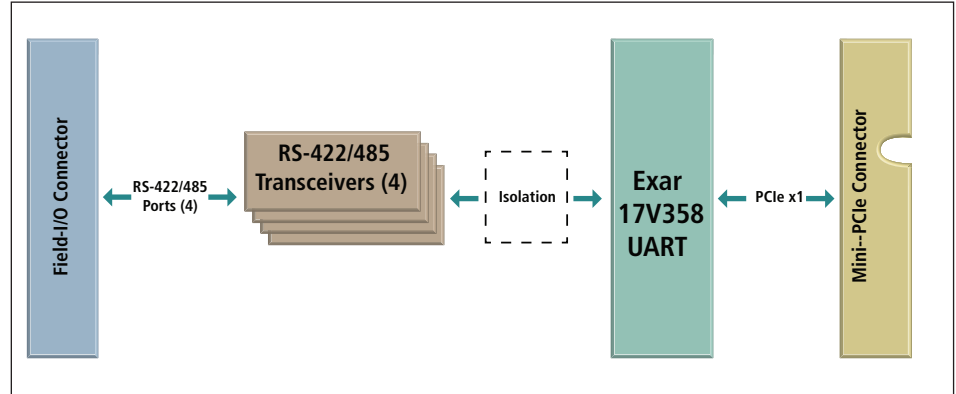 Field-I/O Connector
RS-422/485
Ports (4)
RS-422/485
Transceivers (4)
Isolation
Exar
17V358
UART
PCIe x1
Mini--PCIe Connector